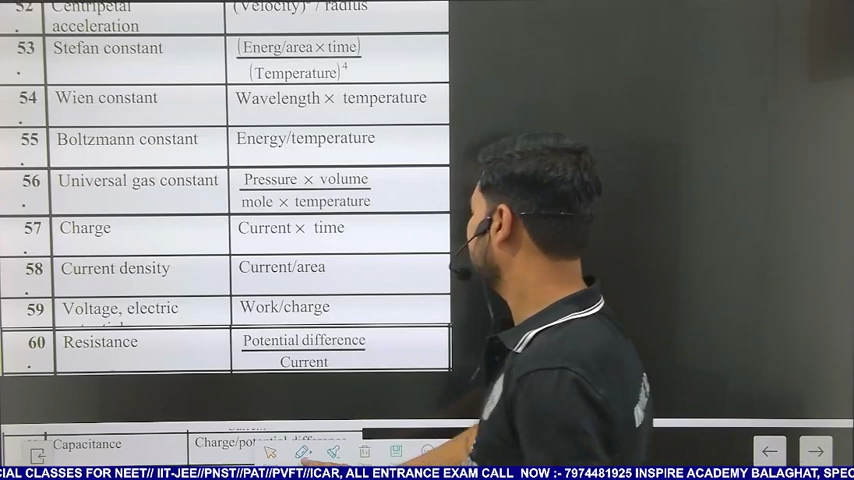 52 Centripetal (Velocity)² / radius
. acceleration
53 Stefan constant (Energ/area×time)
. (Temperature)⁴
54 Wien constant Wavelength × temperature
.
55 Boltzmann constant Energy/temperature
.
56 Universal gas constant Pressure × volume
. mole × temperature
57 Charge Current × time
.
58 Current density Current/area
.
59 Voltage, electric Work/charge
60 Resistance Potential difference
. Current
Capacitance Charge/potential difference
CIAL CLASSES FOR NEET// IIT-JEE//PNST//PAT//PVFT//ICAR, ALL ENTRANCE EXAM CALL NOW :- 7974481925 INSPIRE ACADEMY BALAGHAT, SPEC